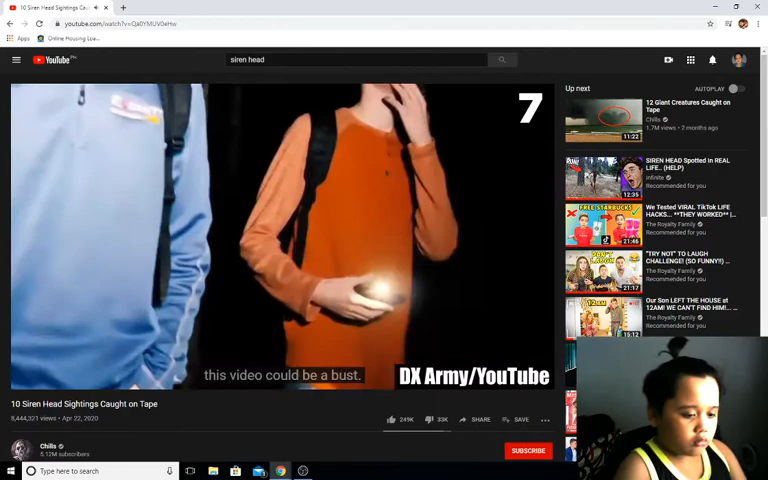 10 Siren Head Sightings Cau
youtube.com/watch?v=Qa0YMUV0eHw
Apps
Online Housing Loa...
YouTube PH
siren head
7
this video could be a bust.
DX Army/YouTube
10 Siren Head Sightings Caught on Tape
8,444,321 views • Apr 22, 2020
249K
33K
SHARE
SAVE
Chills
5.12M subscribers
SUBSCRIBE
Up next
AUTOPLAY
12 Giant Creatures Caught on
Tape
Chills
1.7M views • 2 months ago
11:22
SIREN HEAD Spotted in REAL
LIFE.. (HELP)
Infinite
Recommended for you
12:35
We Tested VIRAL TikTok LIFE
HACKS... **THEY WORKED** |...
The Royalty Family
Recommended for you
FREE STARBUCKS
21:46
"TRY NOT" TO LAUGH
CHALLENGE! (SO FUNNY!) ...
The Royalty Family
Recommended for you
DON'T
LAUGH
21:17
Our Son LEFT THE HOUSE at
12AM! WE CAN'T FIND HIM!... ...
The Royalty Family
Recommended for you
12AM
15:12
Type here to search